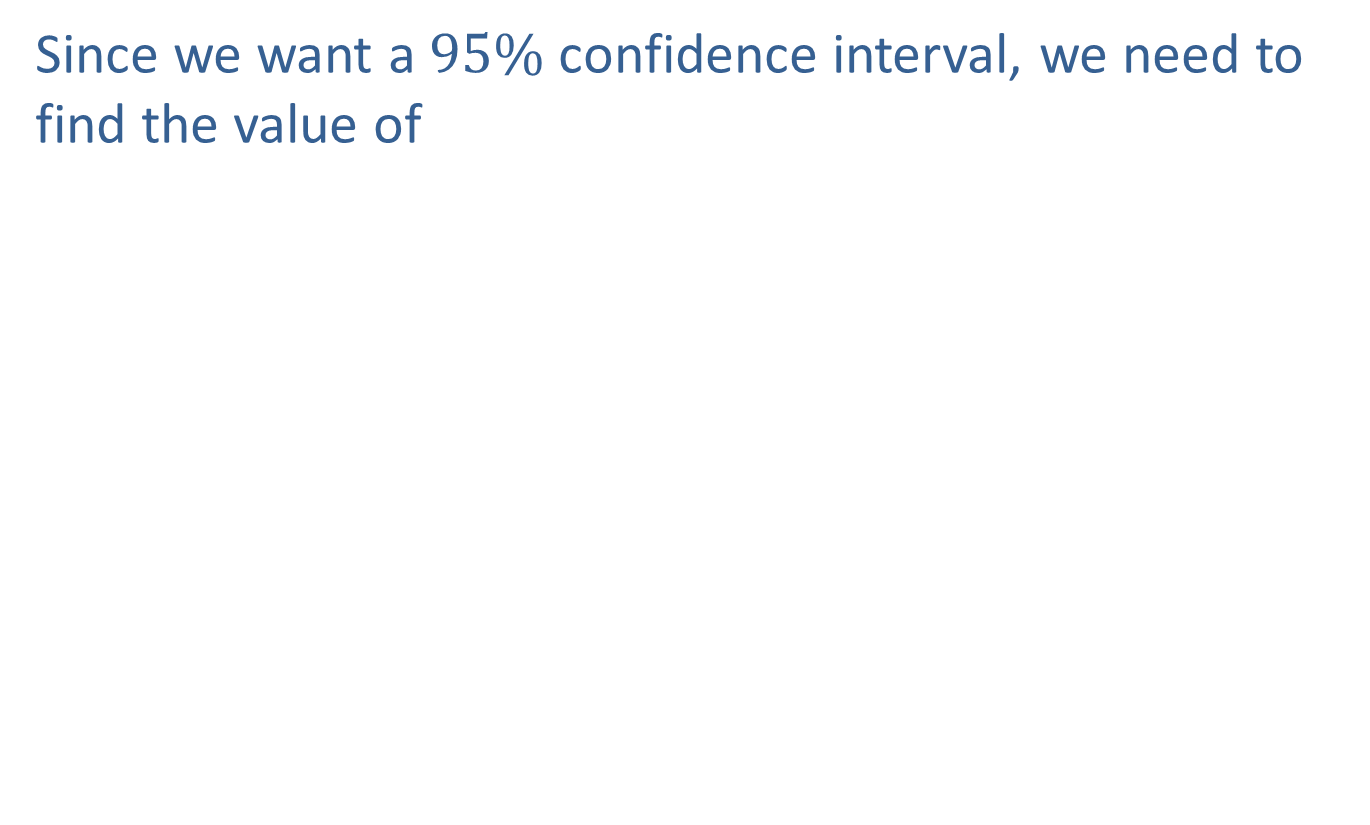 Since we want a 95% confidence interval, we need to
find the value of